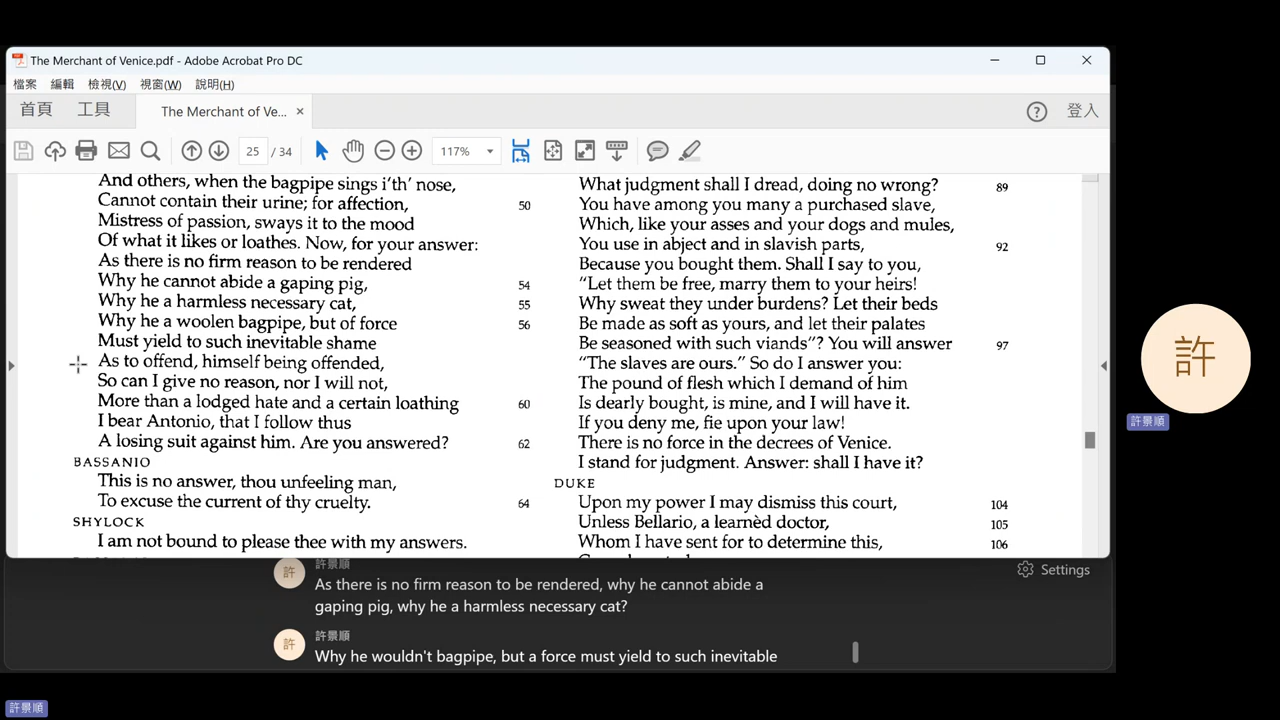 The Merchant of Venice.pdf - Adobe Acrobat Pro DC
檔案 編輯 檢視(V) 視窗(W) 說明(H)
首頁 工具 The Merchant of Ve... × 登入
25 / 34 117%
And others, when the bagpipe sings i'th' nose,
Cannot contain their urine; for affection, 50
Mistress of passion, sways it to the mood
Of what it likes or loathes. Now, for your answer:
As there is no firm reason to be rendered
Why he cannot abide a gaping pig, 54
Why he a harmless necessary cat, 55
Why he a woolen bagpipe, but of force 56
Must yield to such inevitable shame
As to offend, himself being offended,
So can I give no reason, nor I will not,
More than a lodged hate and a certain loathing 60
I bear Antonio, that I follow thus
A losing suit against him. Are you answered? 62
BASSANIO
This is no answer, thou unfeeling man,
To excuse the current of thy cruelty. 64
SHYLOCK
I am not bound to please thee with my answers.
What judgment shall I dread, doing no wrong? 89
You have among you many a purchased slave,
Which, like your asses and your dogs and mules,
You use in abject and in slavish parts, 92
Because you bought them. Shall I say to you,
“Let them be free, marry them to your heirs!
Why sweat they under burdens? Let their beds
Be made as soft as yours, and let their palates
Be seasoned with such viands”? You will answer 97
“The slaves are ours.” So do I answer you:
The pound of flesh which I demand of him
Is dearly bought, is mine, and I will have it.
If you deny me, fie upon your law!
There is no force in the decrees of Venice.
I stand for judgment. Answer: shall I have it?
DUKE
Upon my power I may dismiss this court, 104
Unless Bellario, a learnèd doctor, 105
Whom I have sent for to determine this, 106
許
許景順
許 許景順
As there is no firm reason to be rendered, why he cannot abide a
gaping pig, why he a harmless necessary cat?
Settings
許 許景順
Why he wouldn't bagpipe, but a force must yield to such inevitable
許景順